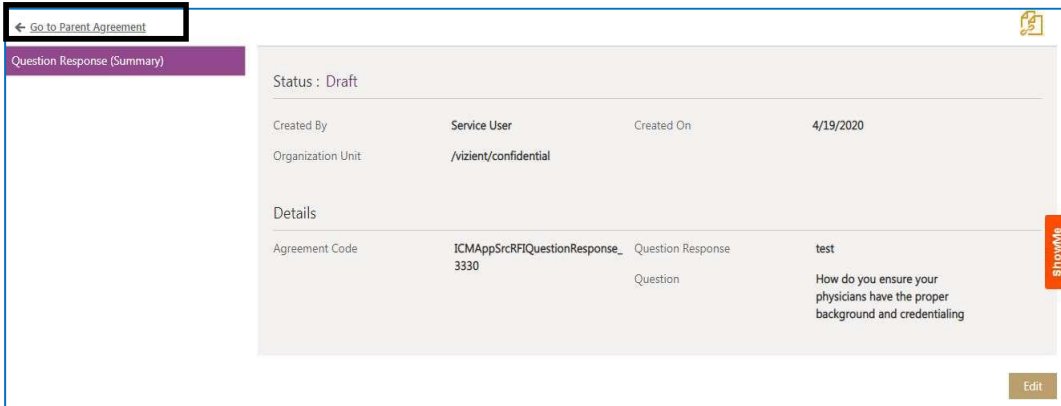 ← Go to Parent Agreement
Question Response (Summary)
Status : Draft
Created By Service User Created On 4/19/2020
Organization Unit /vizient/confidential
Details
Agreement Code ICMAppSrcRFIQuestionResponse_ Question Response test
3330
Question How do you ensure your
physicians have the proper
background and credentialing
showMe
Edit